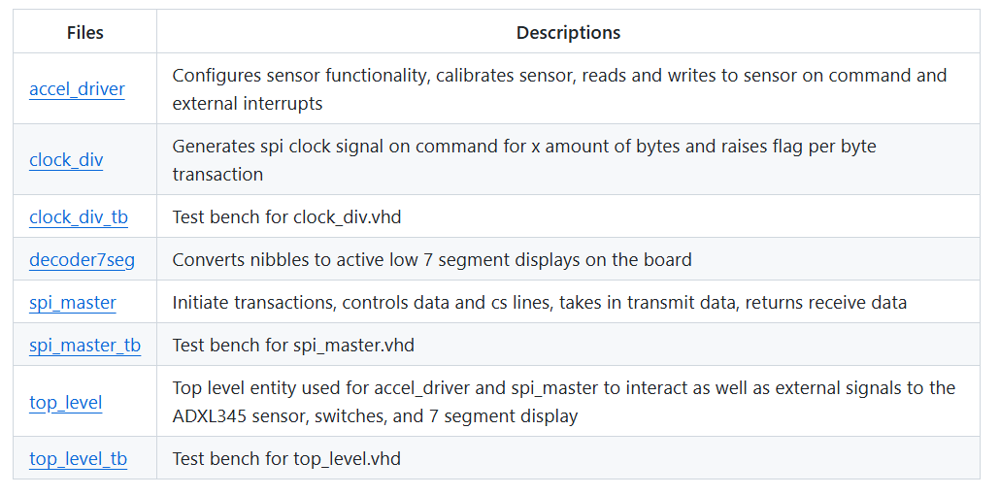 Files Descriptions
accel_driver
Configures sensor functionality, calibrates sensor, reads and writes to sensor on command and
external interrupts
clock_div
Generates spi clock signal on command for x amount of bytes and raises flag per byte
transaction
clock_div_tb Test bench for clock_div.vhd
decoder7seg Converts nibbles to active low 7 segment displays on the board
spi_master Initiate transactions, controls data and cs lines, takes in transmit data, returns receive data
spi_master_tb Test bench for spi_master.vhd
top_level
Top level entity used for accel_driver and spi_master to interact as well as external signals to the
ADXL345 sensor, switches, and 7 segment display
top_level_tb Test bench for top_level.vhd